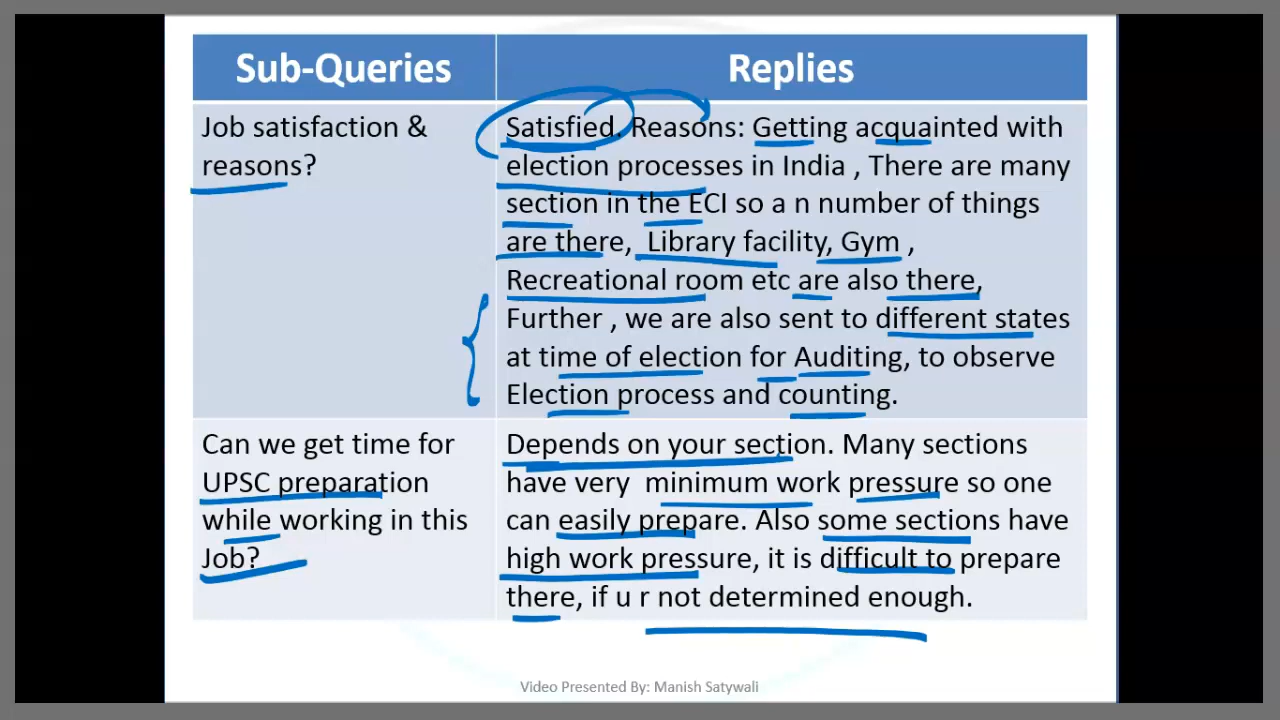 Sub-Queries
Replies
Job satisfaction &
reasons?
Satisfied. Reasons: Getting acquainted with
election processes in India , There are many
section in the ECI so a n number of things
are there, Library facility, Gym ,
Recreational room etc are also there,
Further , we are also sent to different states
at time of election for Auditing, to observe
Election process and counting.
Can we get time for
UPSC preparation
while working in this
Job?
Depends on your section. Many sections
have very minimum work pressure so one
can easily prepare. Also some sections have
high work pressure, it is difficult to prepare
there, if u r not determined enough.
Video Presented By: Manish Satywali